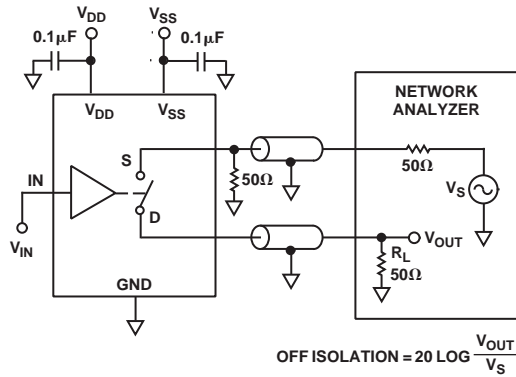 VDD
VSS
0.1µF
0.1µF
VDD
VSS
NETWORK
ANALYZER
S
50Ω
50Ω
IN
VS
D
VIN
VOUT
RL
50Ω
GND
OFF ISOLATION = 20 LOG VOUT/VS